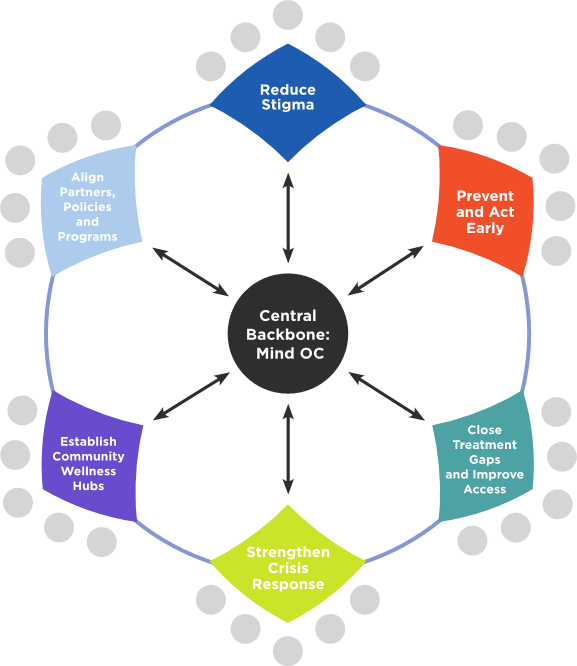 Reduce
Stigma
Prevent
and Act
Early
Close
Treatment
Gaps
and Improve
Access
Strengthen
Crisis
Response
Establish
Community
Wellness
Hubs
Align
Partners,
Policies
and
Programs
Central
Backbone:
Mind OC